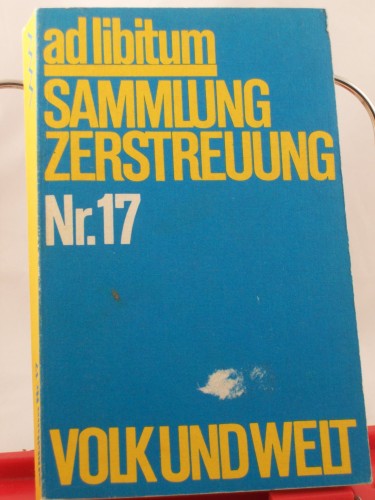 ad libitum
SAMMLUNG
ZERSTREUUNG
Nr.17
VOLK UND WELT